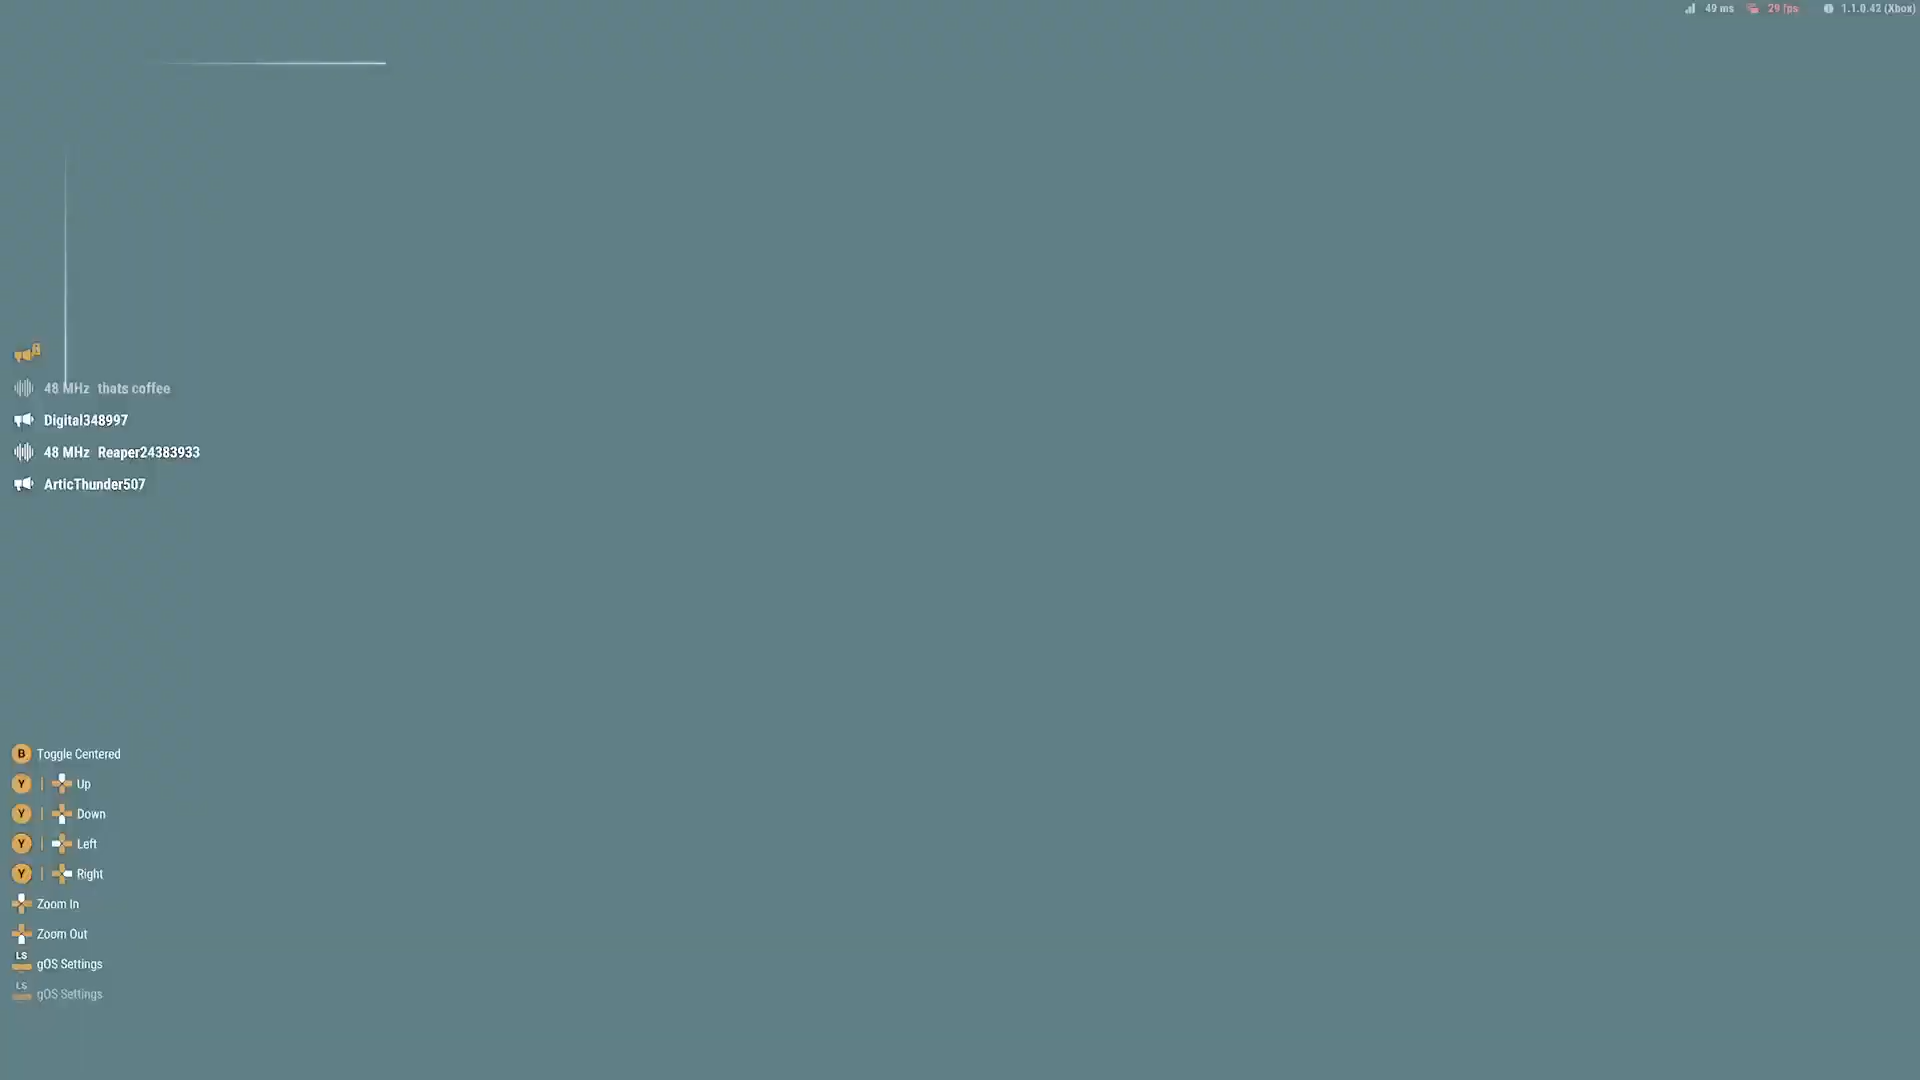 49 ms 29 fps 1.1.0.42 (Xbox)
48 MHz thats coffee
Digital348997
48 MHz Reaper24383933
ArticThunder507
B Toggle Centered
Y | Up
Y | Down
Y | Left
Y | Right
Zoom In
Zoom Out
LS gOS Settings
LS gOS Settings